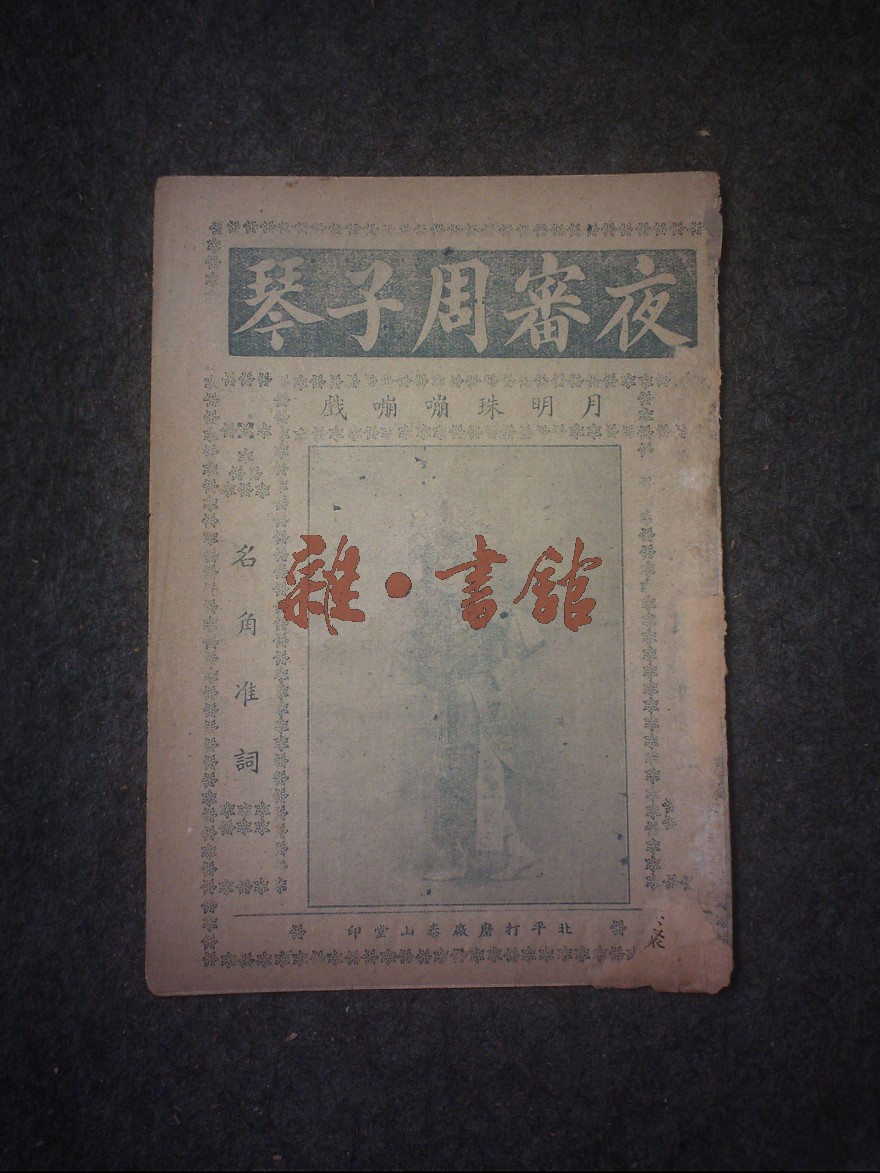 夜審周子琴
月明珠嘣嘣戲
名角准詞
雜·書館
北平打磨廠泰山堂印